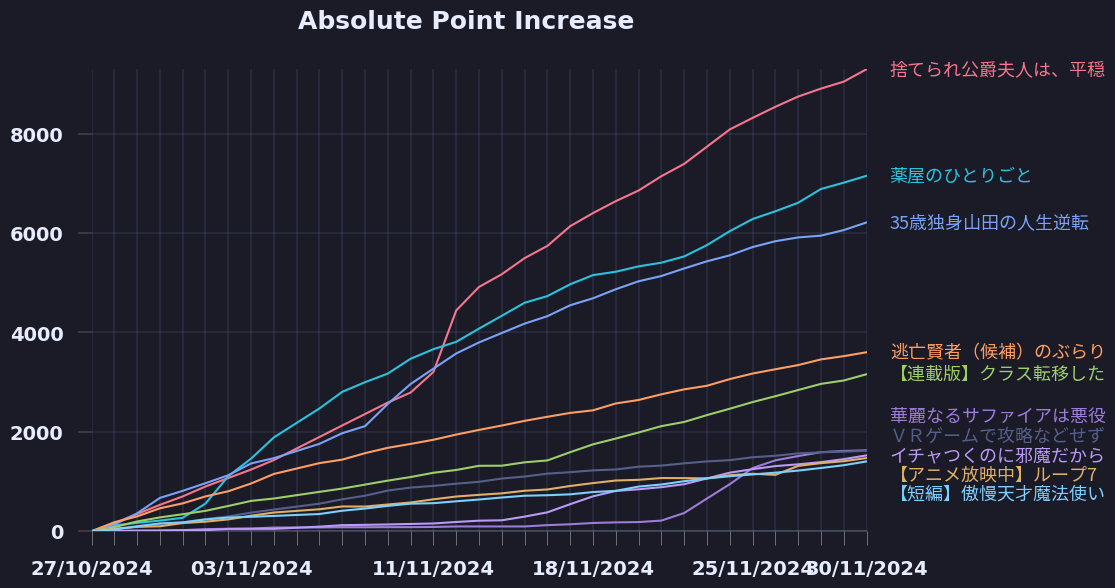 Absolute Point Increase
8000
6000
4000
2000
0
27/10/2024
03/11/2024
11/11/2024
18/11/2024
25/11/2024
30/11/2024
捨てられ公爵夫人は、平穏
薬屋のひとりごと
35歳独身山田の人生逆転
逃亡賢者（候補）のぶらり
【連載版】クラス転移した
華麗なるサファイアは悪役
ＶＲゲームで攻略などせず
イチャつくのに邪魔だから
【アニメ放映中】ループ7
【短編】傲慢天才魔法使い